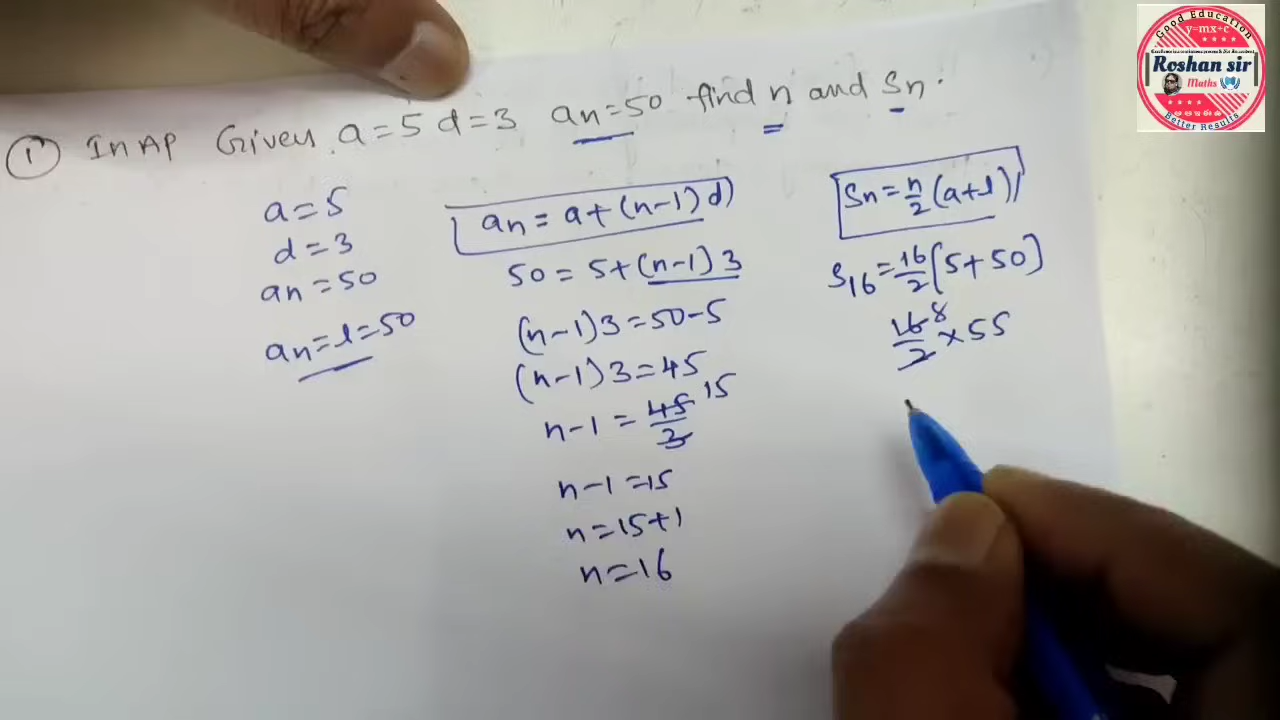 ① In AP Given a=5 d=3 an=50 find n and Sn.
a=5
d=3
an=50
an=l=50
an = a+(n-1)d
50 = 5+(n-1)3
(n-1)3=50-5
(n-1)3=45
n-1 = 45/3 15
n-1=15
n=15+1
n=16
Sn=n/2(a+l)
S16=16/2(5+50)
16/2 8 ×55
Good Education
y=mx+c
Roshan sir
Maths
Better Results